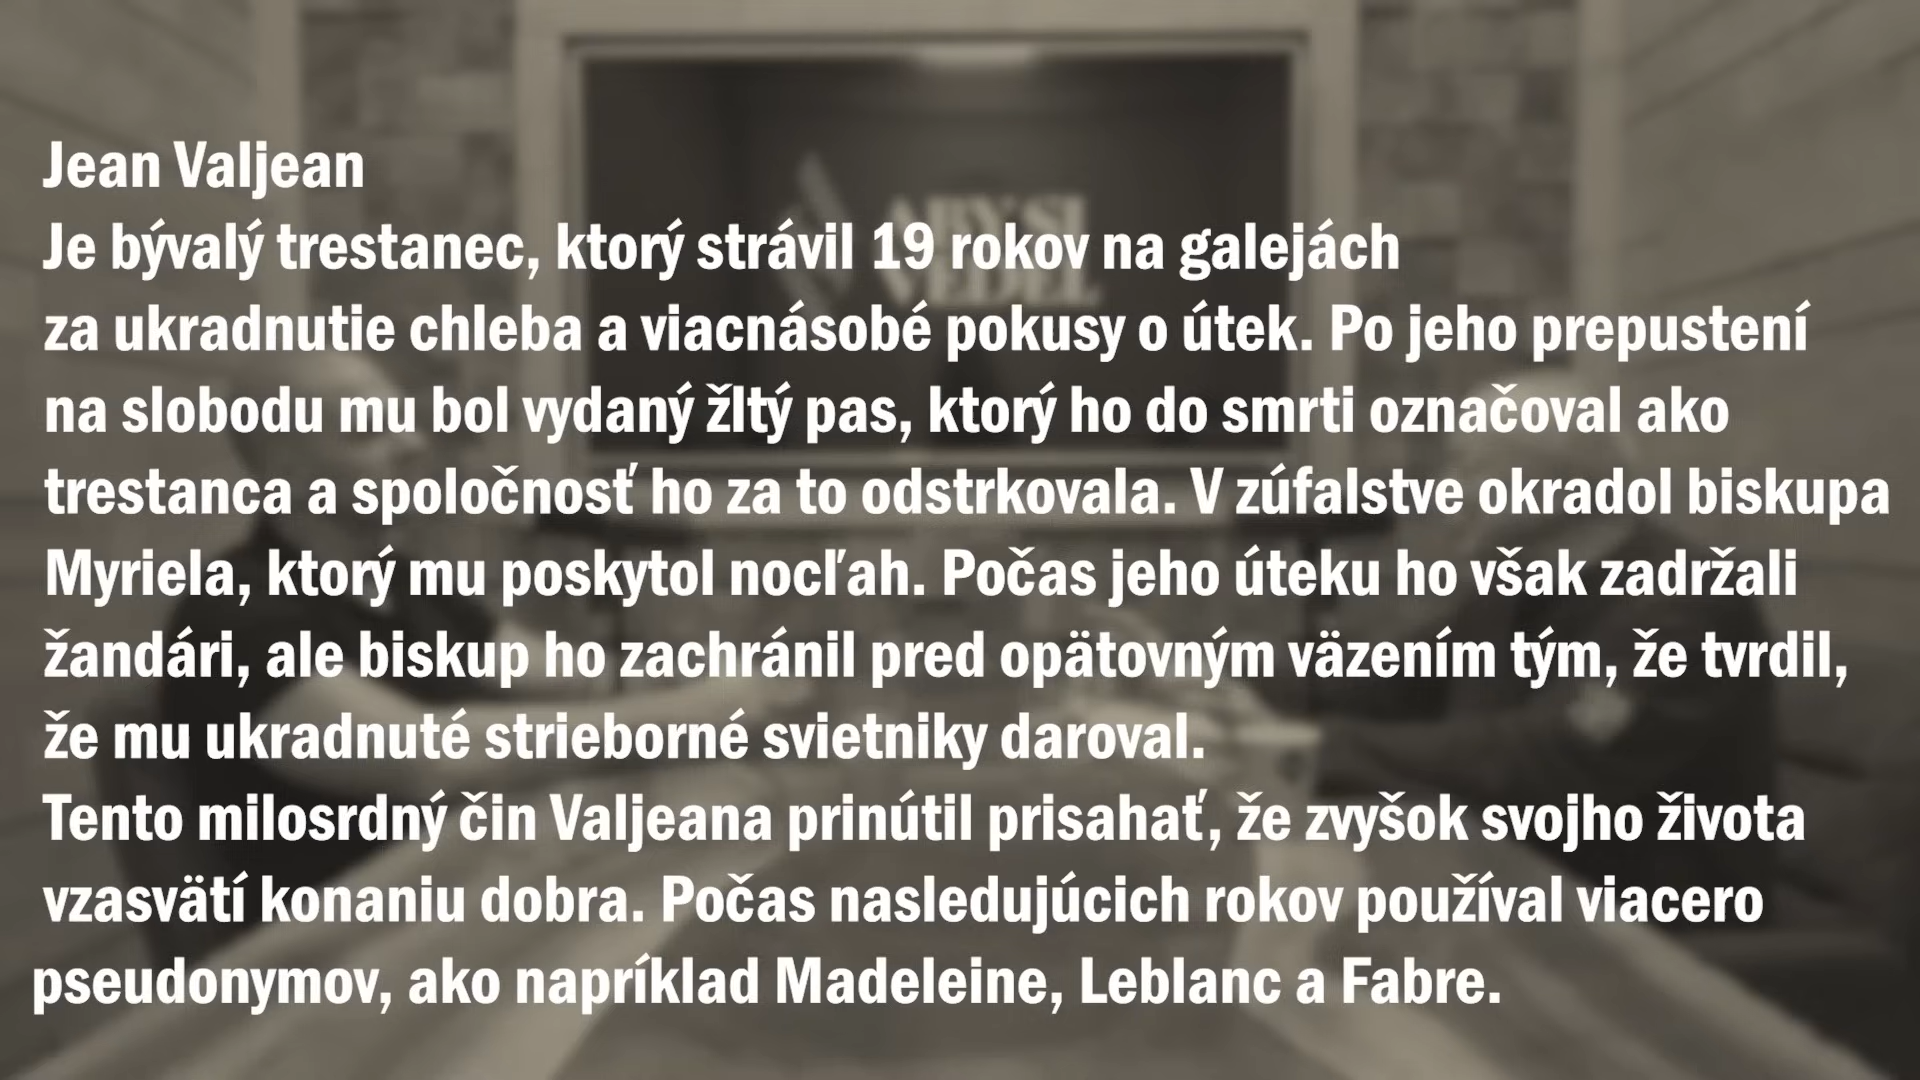 Jean Valjean
Je bývalý trestanec, ktorý strávil 19 rokov na galejách
za ukradnutie chleba a viacnásobé pokusy o útek. Po jeho prepustení
na slobodu mu bol vydaný žltý pas, ktorý ho do smrti označoval ako
trestanca a spoločnosť ho za to odstrkovala. V zúfalstve okradol biskupa
Myriela, ktorý mu poskytol nocľah. Počas jeho úteku ho však zadržali
žandári, ale biskup ho zachránil pred opätovným väzením tým, že tvrdil,
že mu ukradnuté strieborné svietniky daroval.
Tento milosrdný čin Valjeana prinútil prisahať, že zvyšok svojho života
vzasvätí konaniu dobra. Počas nasledujúcich rokov používal viacero
pseudonymov, ako napríklad Madeleine, Leblanc a Fabre.
ABY SI
VEDEL